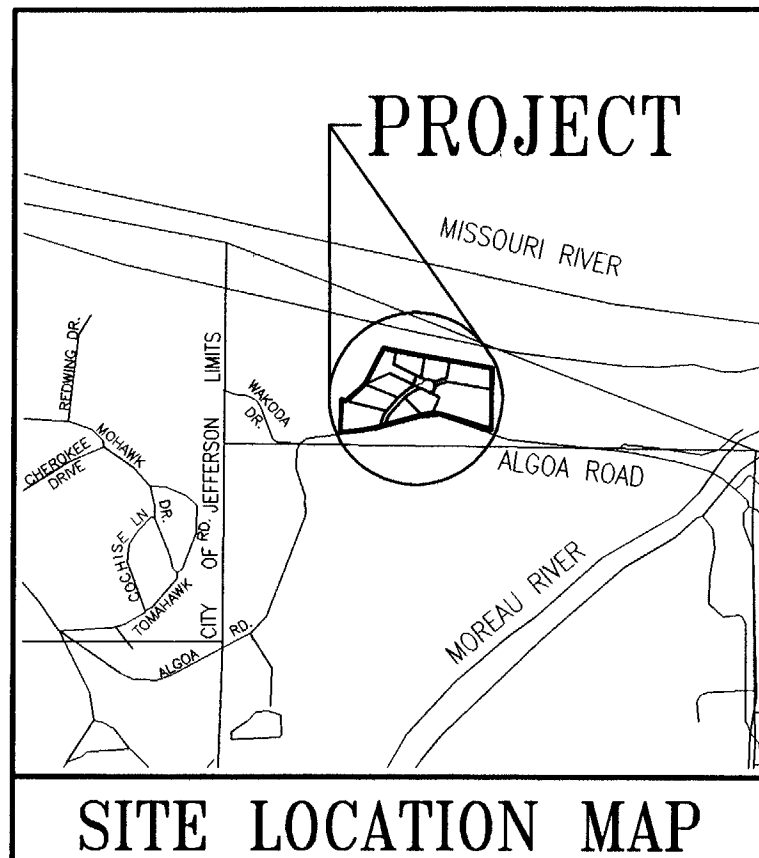 PROJECT
MISSOURI RIVER
REDWING DR.
CITY OF JEFFERSON LIMITS
WAKODA
DR.
MOHAWK
DR.
CHEROKEE
DRIVE
ALGOA ROAD
COCHISE LN
RD.
TOMAHAWK
ALGOA RD.
MOREAU RIVER
SITE LOCATION MAP